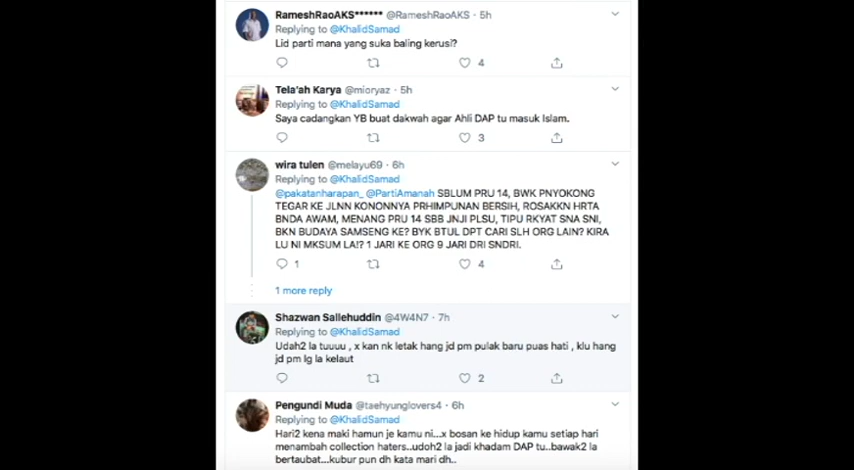 RameshRaoAKS****** @RameshRaoAKS · 5h
Replying to @KhalidSamad
Lid parti mana yang suka baling kerusi?
4
Tela'ah Karya @mioryaz · 5h
Replying to @KhalidSamad
Saya cadangkan YB buat dakwah agar Ahli DAP tu masuk Islam.
3
wira tulen @melayu69 · 6h
Replying to @KhalidSamad
@pakatanharapan_ @PartiAmanah SBLUM PRU 14, BWK PNYOKONG
TEGAR KE JLNN KONONNYA PRHIMPUNAN BERSIH, ROSAKKN HRTA
BNDA AWAM, MENANG PRU 14 SBB JNJI PLSU, TIPU RKYAT SNA SNI,
BKN BUDAYA SAMSENG KE? BYK BTUL DPT CARI SLH ORG LAIN? KIRA
LU NI MKSUM LA!? 1 JARI KE ORG 9 JARI DRI SNDRI.
1 4
1 more reply
Shazwan Sallehuddin @4W4N7 · 7h
Replying to @KhalidSamad
Udah2 la tuuuu , x kan nk letak hang jd pm pulak baru puas hati , klu hang
jd pm lg la kelaut
2
Pengundi Muda @taehyunglovers4 · 6h
Replying to @KhalidSamad
Hari2 kena maki hamun je kamu ni...x bosan ke hidup kamu setiap hari
menambah collection haters..udoh2 la jadi khadam DAP tu..bawak2 la
bertaubat...kubur pun dh kata mari dh..